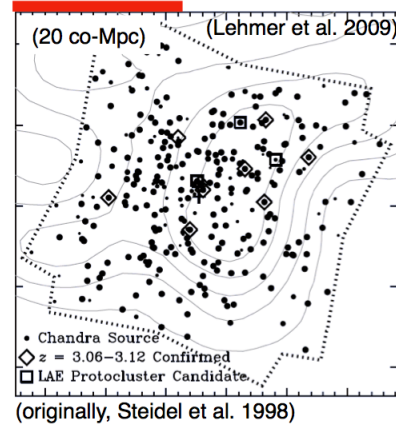 (20 co-Mpc)
(Lehmer et al. 2009)
Chandra Source
z = 3.06−3.12 Confirmed
LAE Protocluster Candidate
(originally, Steidel et al. 1998)